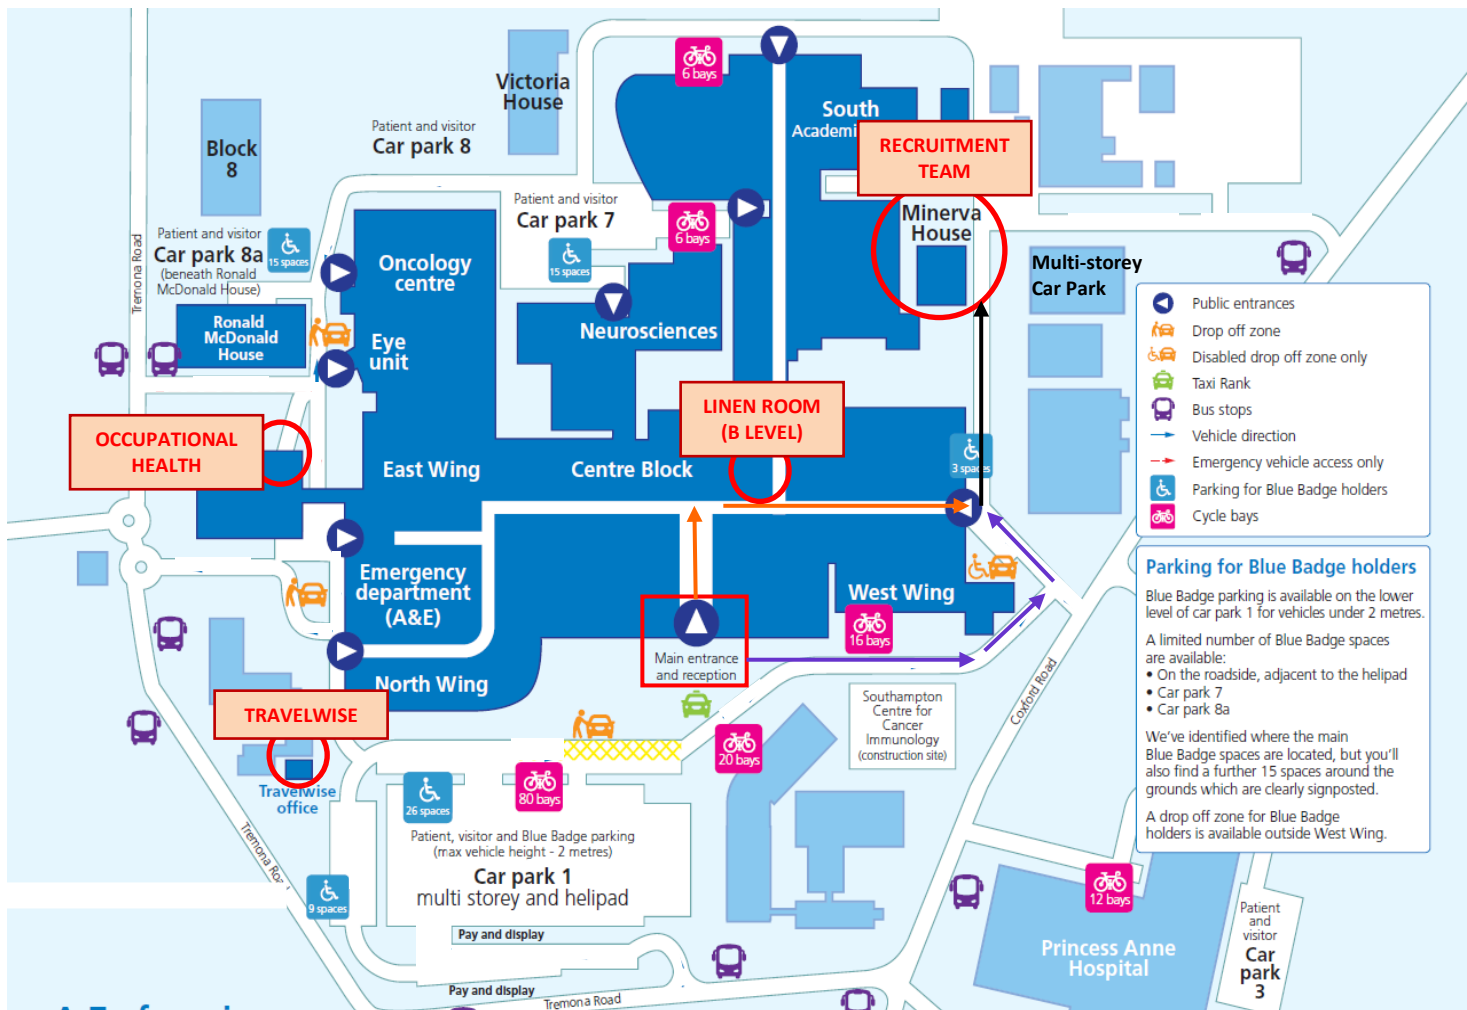 6 bays
Victoria
House
South
Academi
Patient and visitor
Car park 8
RECRUITMENT
TEAM
Block
8
Patient and visitor
Car park 7
6 bays
Minerva
House
Tremona Road
Patient and visitor
Car park 8a
(beneath Ronald
McDonald House)
15 spaces
15 spaces
Oncology
centre
Multi-storey
Car Park
Ronald
McDonald
House
Eye
unit
Neurosciences
Public entrances
Drop off zone
Disabled drop off zone only
Taxi Rank
Bus stops
Vehicle direction
Emergency vehicle access only
Parking for Blue Badge holders
Cycle bays
OCCUPATIONAL
HEALTH
LINEN ROOM
(B LEVEL)
East Wing
Centre Block
3 spaces
Emergency
department
(A&E)
West Wing
16 bays
Main entrance
and reception
North Wing
Parking for Blue Badge holders
Blue Badge parking is available on the lower
level of car park 1 for vehicles under 2 metres.
A limited number of Blue Badge spaces
are available:
• On the roadside, adjacent to the helipad
• Car park 7
• Car park 8a
We’ve identified where the main
Blue Badge spaces are located, but you’ll
also find a further 15 spaces around the
grounds which are clearly signposted.
A drop off zone for Blue Badge
holders is available outside West Wing.
TRAVELWISE
Travelwise
office
Southampton
Centre for
Cancer
Immunology
(construction site)
Coxford Road
20 bays
80 bays
26 spaces
Patient, visitor and Blue Badge parking
(max vehicle height - 2 metres)
Car park 1
multi storey and helipad
Tremona Road
9 spaces
Pay and display
Pay and display
Tremona Road
12 bays
Princess Anne
Hospital
Patient
and
visitor
Car
park
3